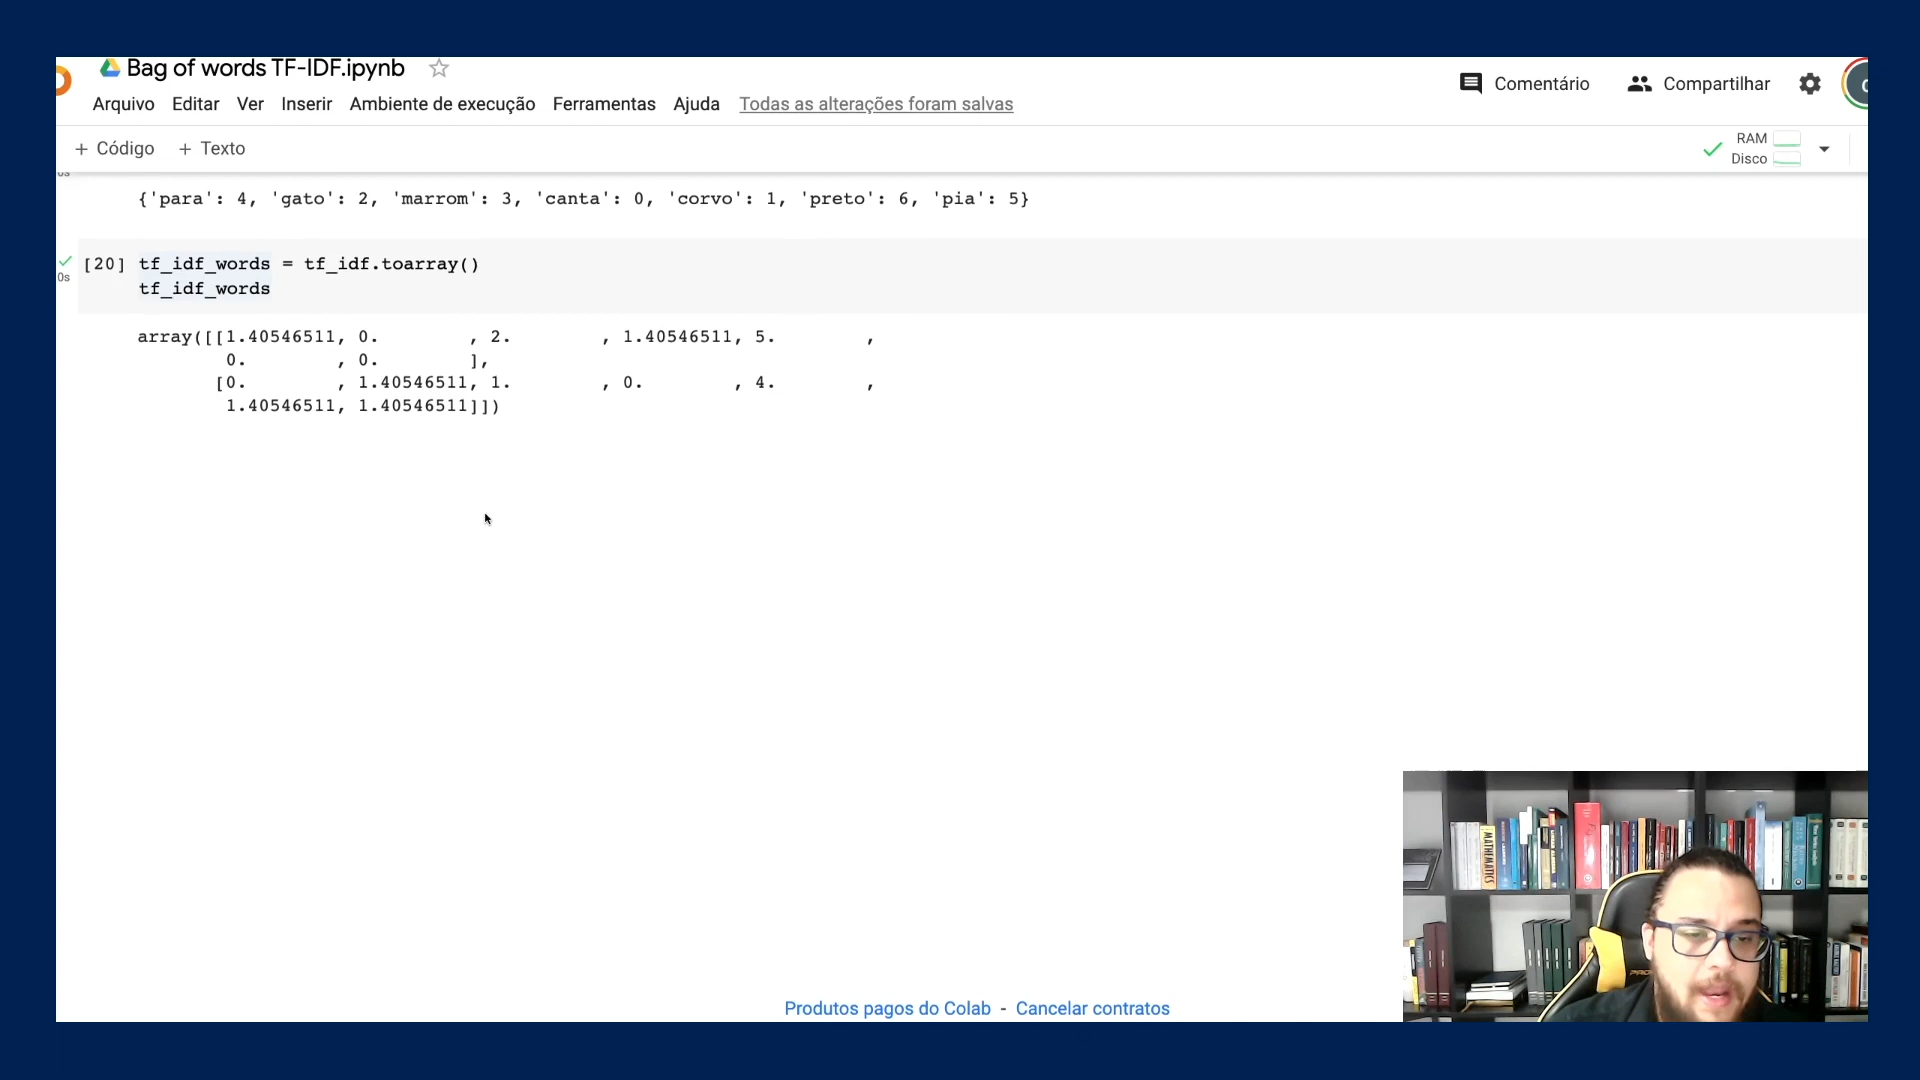 Bag of words TF-IDF.ipynb
Comentário
Compartilhar
Arquivo Editar Ver Inserir Ambiente de execução Ferramentas Ajuda Todas as alterações foram salvas
+ Código + Texto
RAM
Disco
{'para': 4, 'gato': 2, 'marrom': 3, 'canta': 0, 'corvo': 1, 'preto': 6, 'pia': 5}
[20] tf_idf_words = tf_idf.toarray()
0s
tf_idf_words
array([[1.40546511, 0. , 2. , 1.40546511, 5. ,
0. , 0. ],
[0. , 1.40546511, 1. , 0. , 4. ,
1.40546511, 1.40546511]])
MATHEMATICS
Produtos pagos do Colab - Cancelar contratos